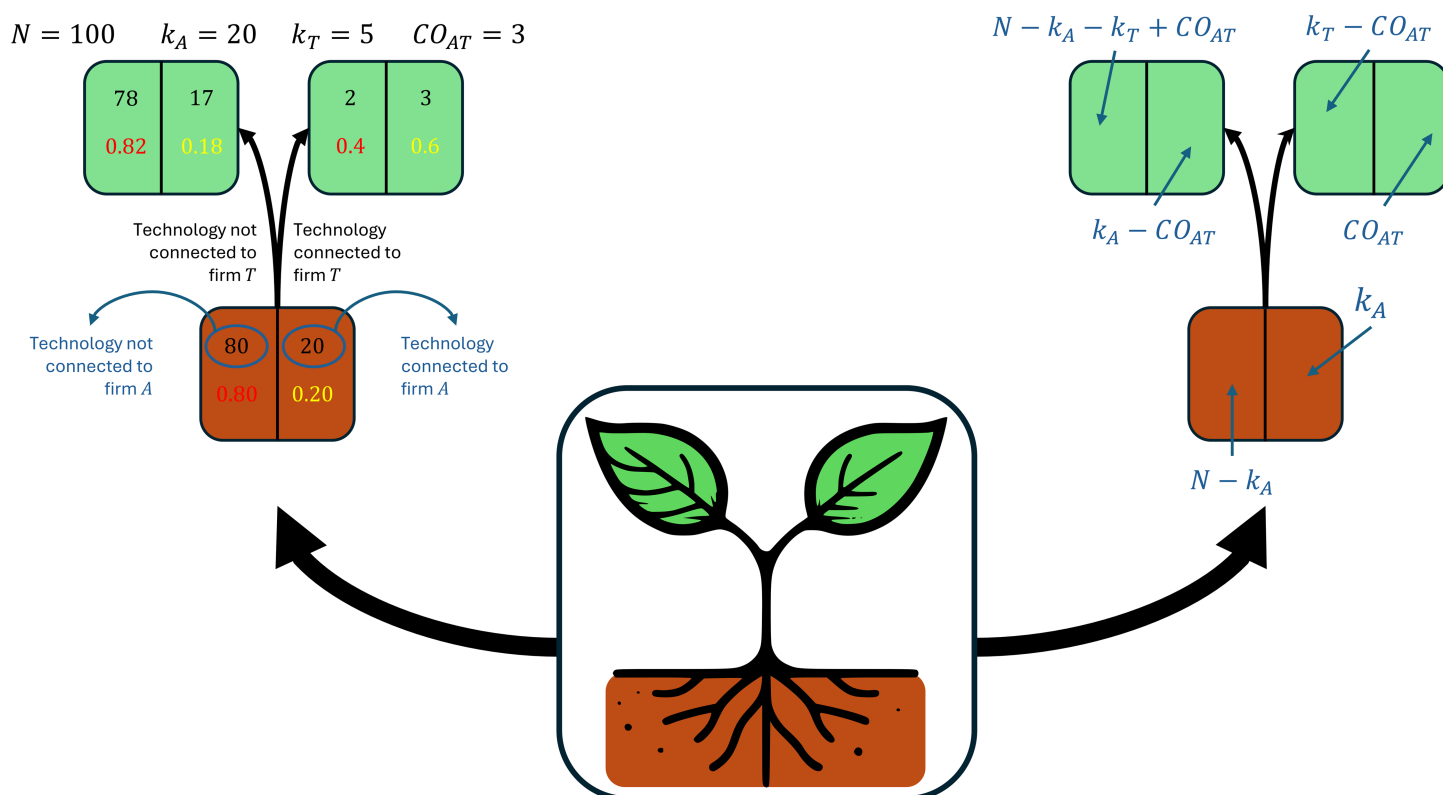 N = 100 k_A = 20 k_T = 5 CO_AT = 3
78 17
0.82 0.18
2 3
0.4 0.6
Technology not
connected to
firm T
Technology
connected to
firm T
Technology not
connected to
firm A
80 20
0.80 0.20
Technology
connected to
firm A
N − k_A − k_T + CO_AT
k_T − CO_AT
k_A − CO_AT
CO_AT
k_A
N − k_A